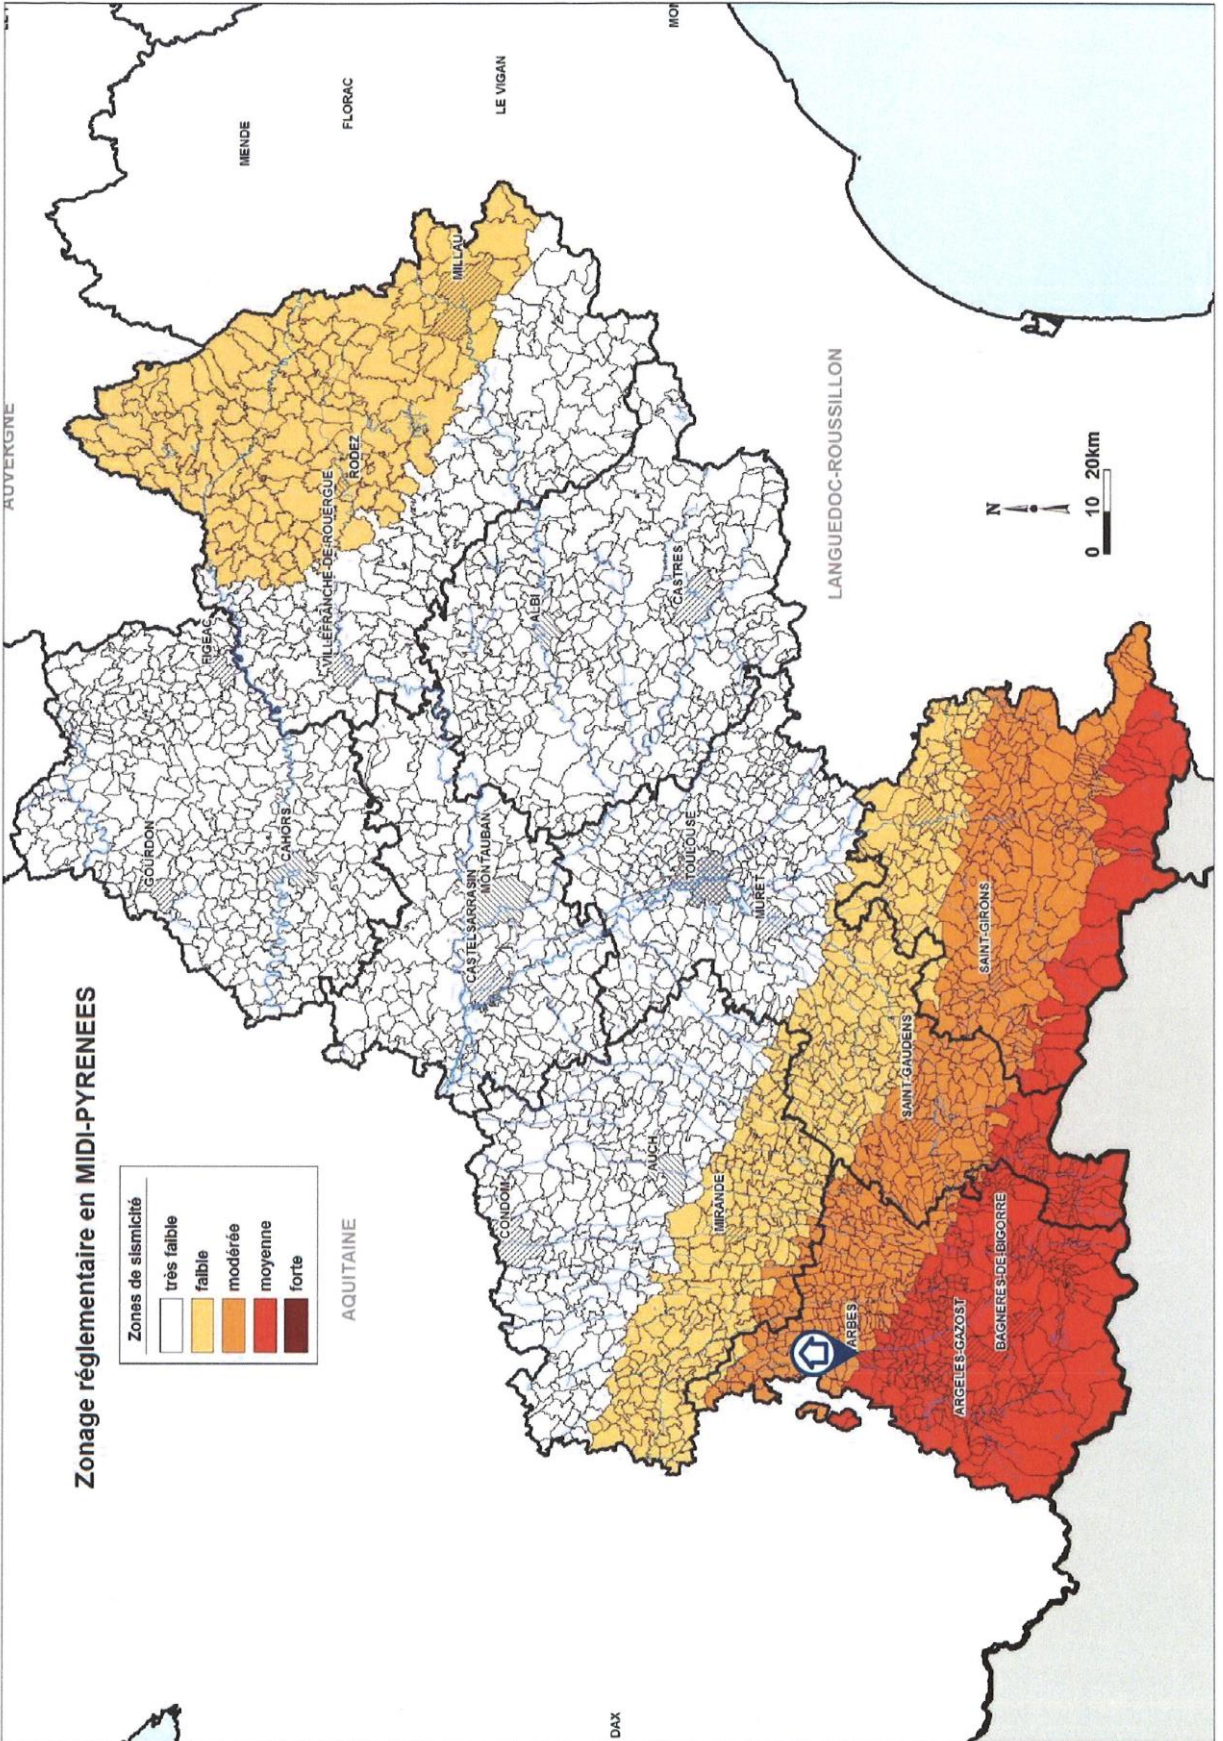 Zonage réglementaire en MIDI-PYRENEES
Zones de sismicité
très faible
faible
modérée
moyenne
forte
AUVERGNE
AQUITAINE
LANGUEDOC-ROUSSILLON
MENDE
FLORAC
LE VIGAN
MILLAU
RODEZ
VILLEFRANCHE-DE-ROUERGUE
FIGEAC
GOURDON
CAHORS
CASTELSARRASIN
MONTAUBAN
ALBI
CASTRES
TOULOUSE
MURET
CONDOM
AUCH
MIRANDE
SAINT-GAUDENS
SAINT-GIRONS
ARBES
ARGELES-GAZOST
BAGNERES-DE-BIGORRE
DAX
N
0 10 20km